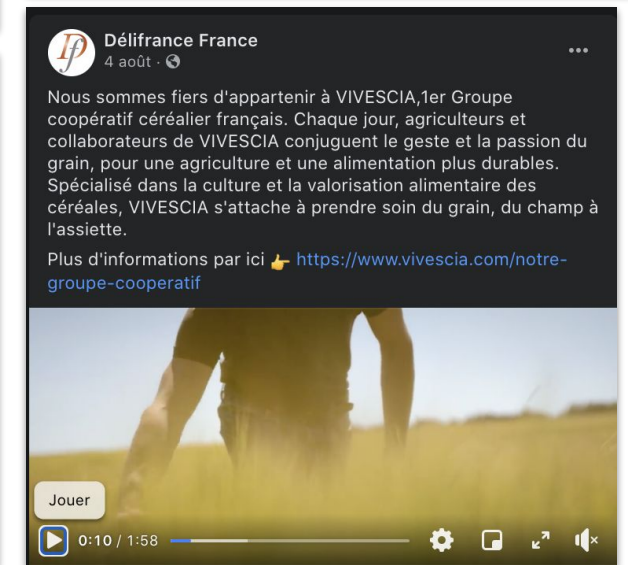 Délifrance France
4 août ·
Nous sommes fiers d'appartenir à VIVESCIA,1er Groupe
coopératif céréalier français. Chaque jour, agriculteurs et
collaborateurs de VIVESCIA conjuguent le geste et la passion du
grain, pour une agriculture et une alimentation plus durables.
Spécialisé dans la culture et la valorisation alimentaire des
céréales, VIVESCIA s'attache à prendre soin du grain, du champ à
l'assiette.
Plus d'informations par ici 👉 https://www.vivescia.com/notre-
groupe-cooperatif
Jouer
0:10 / 1:58